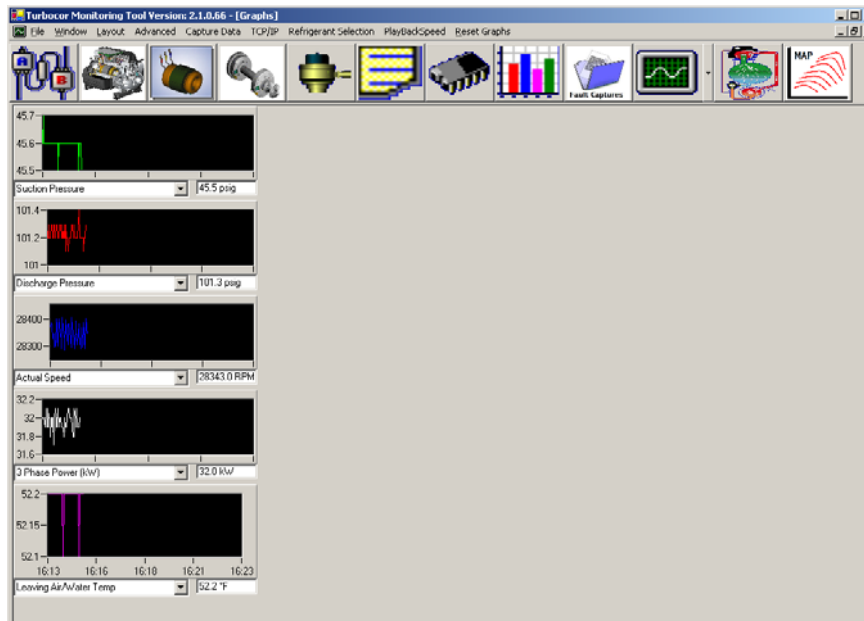 Turbocor Monitoring Tool Version: 2.1.0.66 - [Graphs]
File Window Layout Advanced Capture Data TCP/IP Refrigerant Selection PlayBackSpeed Reset Graphs
A
B
Fault Captures
MAP
45.7
45.6
45.5
Suction Pressure 45.5 psig
101.4
101.2
101
Discharge Pressure 101.3 psig
28400
28300
Actual Speed 28343.0 RPM
32.2
32
31.8
31.6
3 Phase Power (kW) 32.0 kW
52.2
52.15
52.1
16:13 16:16 16:18 16:21 16:23
Leaving Air/Water Temp 52.2 °F